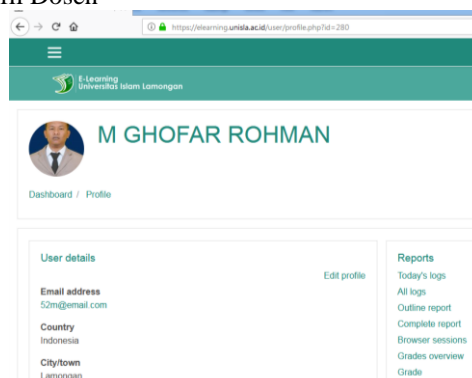 https://elearning.unisla.ac.id/user/profile.php?id=280
E-Learning
Universitas Islam Lamongan
M GHOFAR ROHMAN
Dashboard / Profile
User details
Edit profile
Email address
52m@email.com
Country
Indonesia
City/town
Lamongan
Reports
Today's logs
All logs
Outline report
Complete report
Browser sessions
Grades overview
Grade